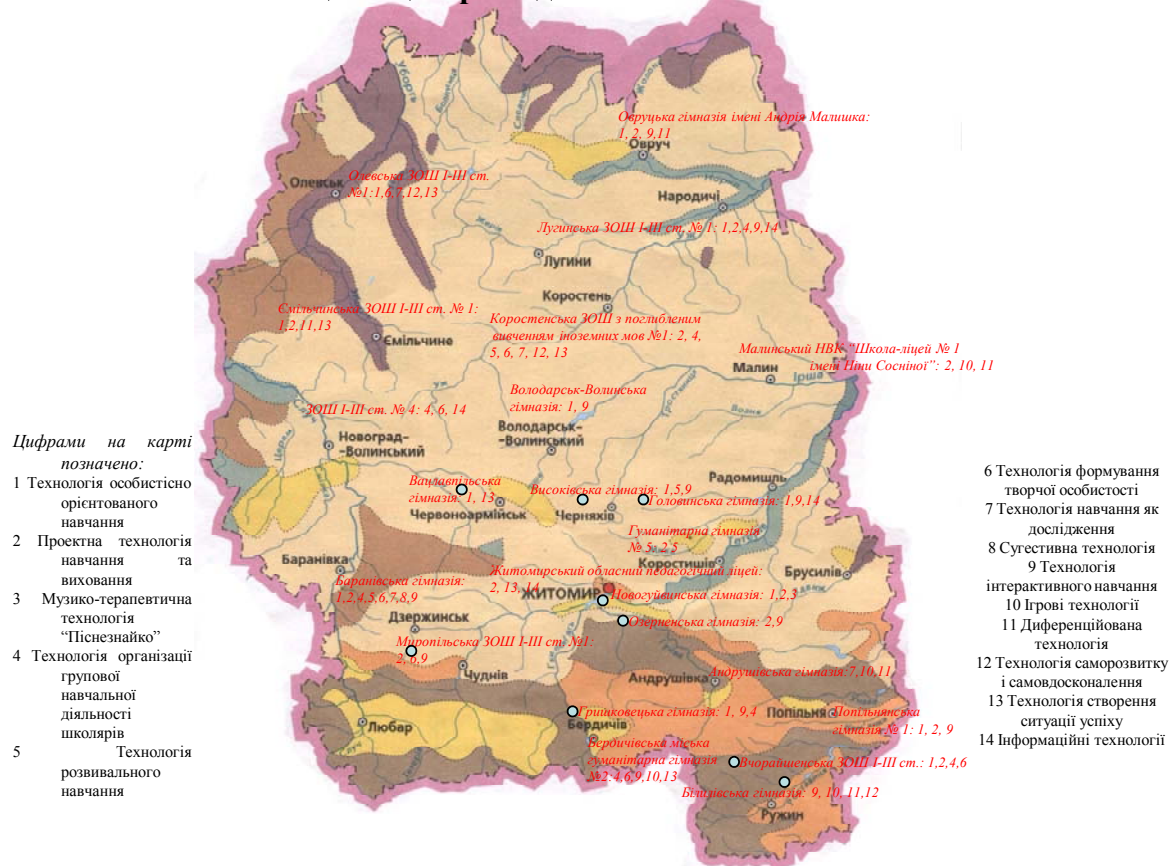 Уборть
Овруцька гімназія імені Андрія Малишка:
1, 2, 9,11
Овруч
Олевськ
Олевська ЗОШ І-ІІІ ст.
№1:1,6,7,12,13
Народичі
Лугинська ЗОШ І-ІІІ ст. № 1: 1,2,4,9,14
Уж
Лугини
Коростень
Ємільчинська ЗОШ І-ІІІ ст. № 1:
1,2,11,13
Ємільчине
Коростенська ЗОШ з поглибленим
вивченням іноземних мов №1: 2, 4,
5, 6, 7, 12, 13
Малинський НВК "Школа-ліцей № 1
імені Ніни Сосніної": 2, 10, 11
Малин
Ірша
Уж
Володарськ-Волинська
гімназія: 1, 9
Володарськ-
-Волинський
ЗОШ І-ІІІ ст. № 4: 4, 6, 14
Новоград-
-Волинський
Случ
Церем
Возня
Вацлавпільська
гімназія: 1, 13
Червоноармійськ
Високівська гімназія: 1,5,9
Черняхів
Головинська гімназія:1,9,14
Радомишль
Гуманітарна гімназія
№ 5: 2 5
Коростишів
Тетерів
Брусилів
Баранівка
Баранівська гімназія:
1,2,4,5,6,7,8,9
Житомирський обласний педагогічний ліцей:
2, 13, 14
ЖИТОМИР
Новогуйвинська гімназія: 1,2,3
Озерненська гімназія: 2,9
Дзержинськ
Миропільська ЗОШ І-ІІІ ст. №1:
2, 6,9
Чуднів
Андрушівка
Андрушівська гімназія:7,10,11
Любар
Гришковецька гімназія: 1, 9,4
Бердичів
Бердичівська міська
гуманітарна гімназія
№2:4,6,9,10,13
Попільня
Попільнянська
гімназія № 1: 1, 2, 9
Вчорайшенська ЗОШ І-ІІІ ст.: 1,2,4,6
Білилівська гімназія: 9, 10, 11,12
Ружин
Цифрами на карті
позначено:
1 Технологія особистісно
орієнтованого
навчання
2 Проектна технологія
навчання та
виховання
3 Музико-терапевтична
технологія
"Піснезнайко"
4 Технологія організації
групової
навчальної
діяльності
школярів
5 Технологія
розвивального
навчання
6 Технологія формування
творчої особистості
7 Технологія навчання як
дослідження
8 Сугестивна технологія
9 Технологія
інтерактивного навчання
10 Ігрові технології
11 Диференційована
технологія
12 Технологія саморозвитку
і самовдосконалення
13 Технологія створення
ситуації успіху
14 Інформаційні технології